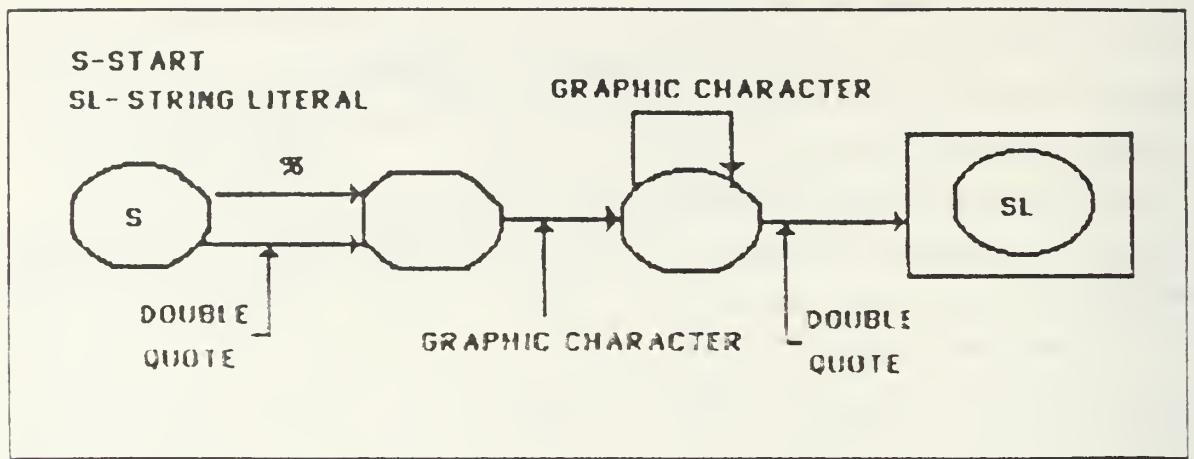 S-START
SL-STRING LITERAL
GRAPHIC CHARACTER
%
S
SL
DOUBLE
QUOTE
GRAPHIC CHARACTER
DOUBLE
QUOTE